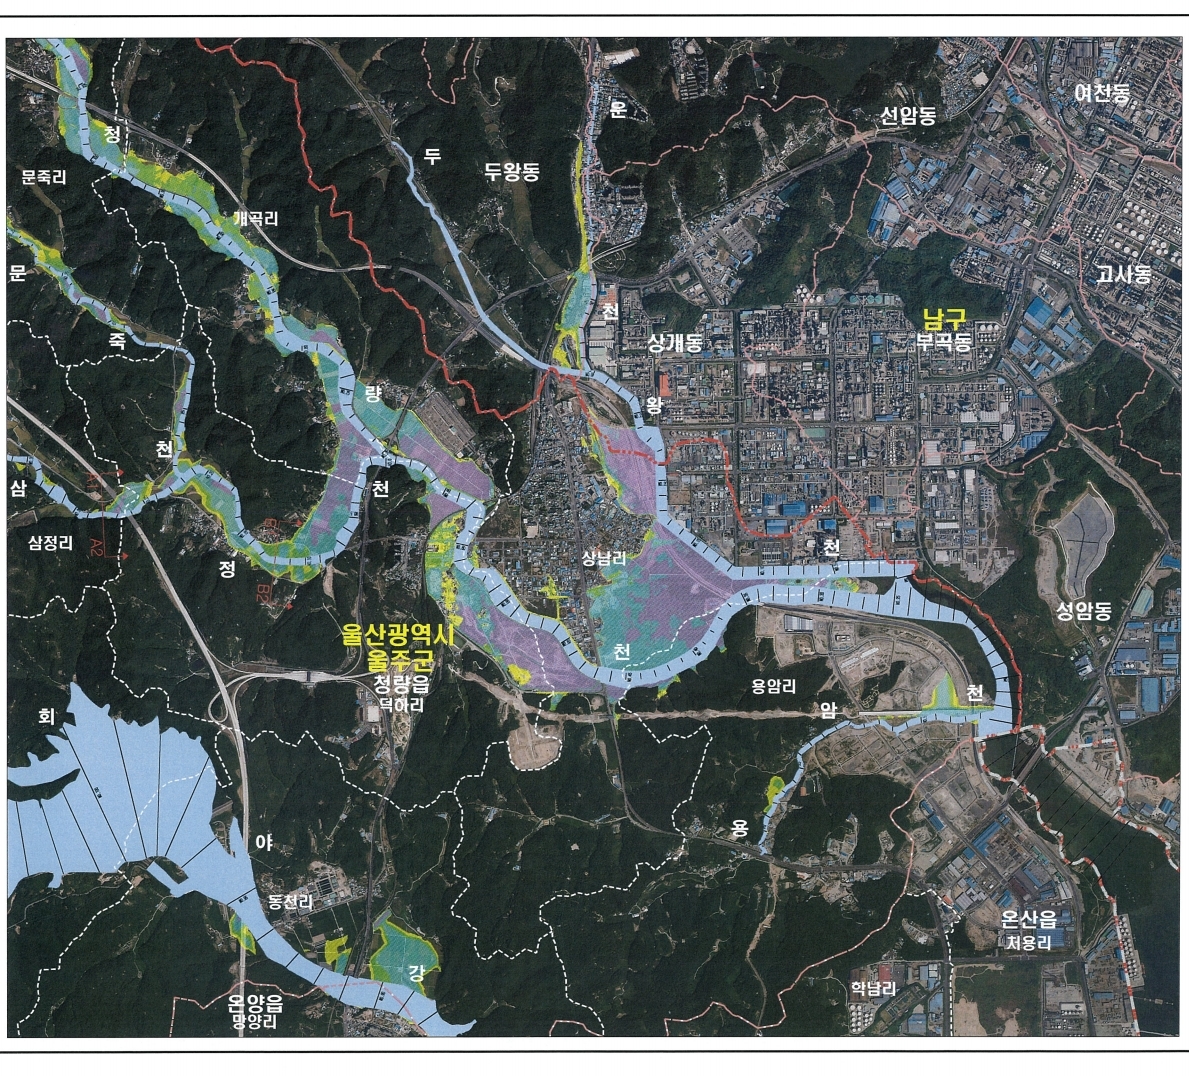 여천동
운
선암동
청
두
두왕동
문죽리
개곡리
문
고사동
천
남구
죽
상개동
부곡동
량
왕
천
삼
천
삼정리
A2
천
상남리
정
B2
성암동
울산광역시
울주군
천
청량읍
용암리
덕하리
천
회
암
용
야
동천리
온산읍
처용리
강
학남리
온양읍
망양리